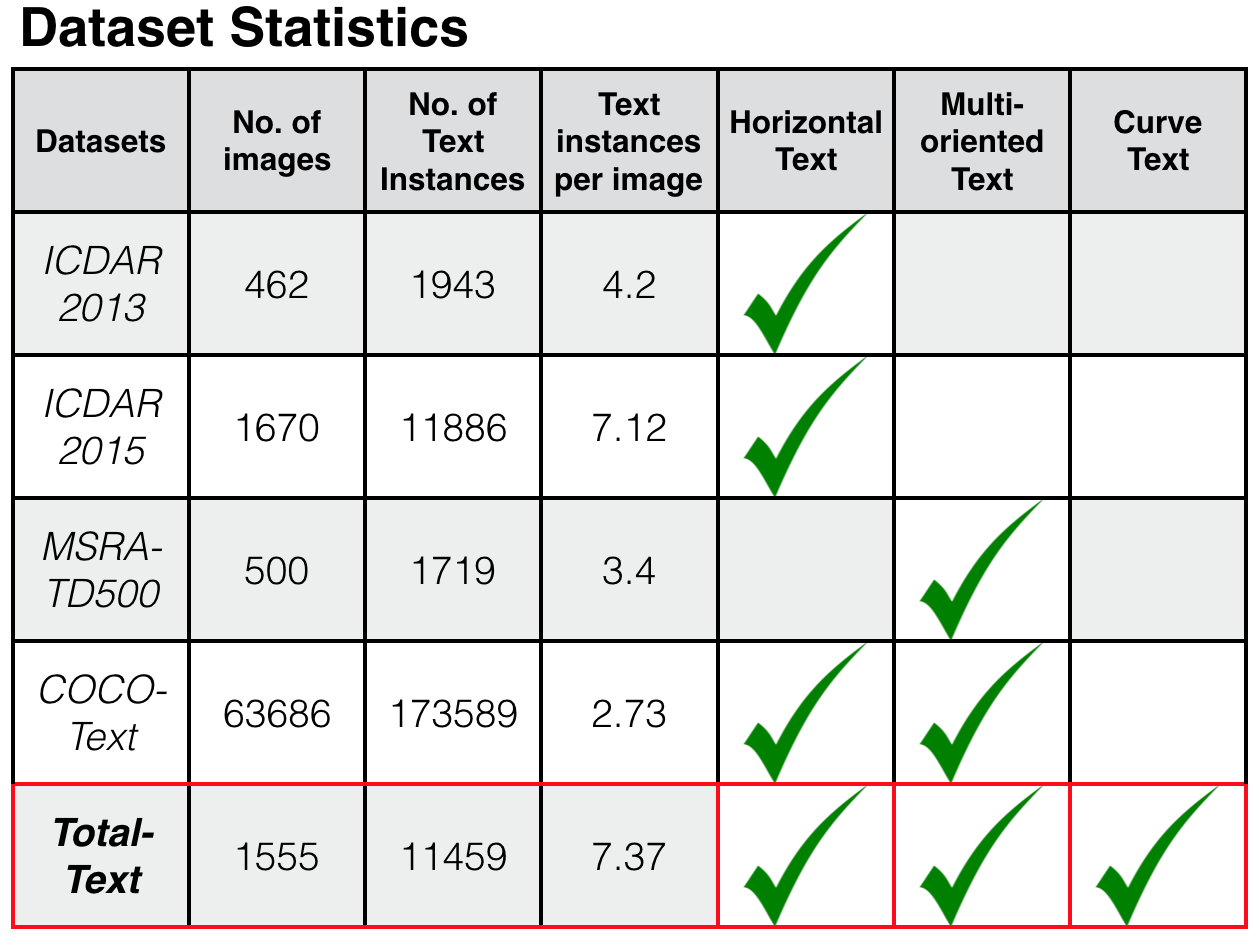 Dataset Statistics
Datasets
No. of
images
No. of
Text
Instances
Text
instances
per image
Horizontal
Text
Multi-
oriented
Text
Curve
Text
ICDAR
2013
462
1943
4.2
ICDAR
2015
1670
11886
7.12
MSRA-
TD500
500
1719
3.4
COCO-
Text
63686
173589
2.73
Total-
Text
1555
11459
7.37